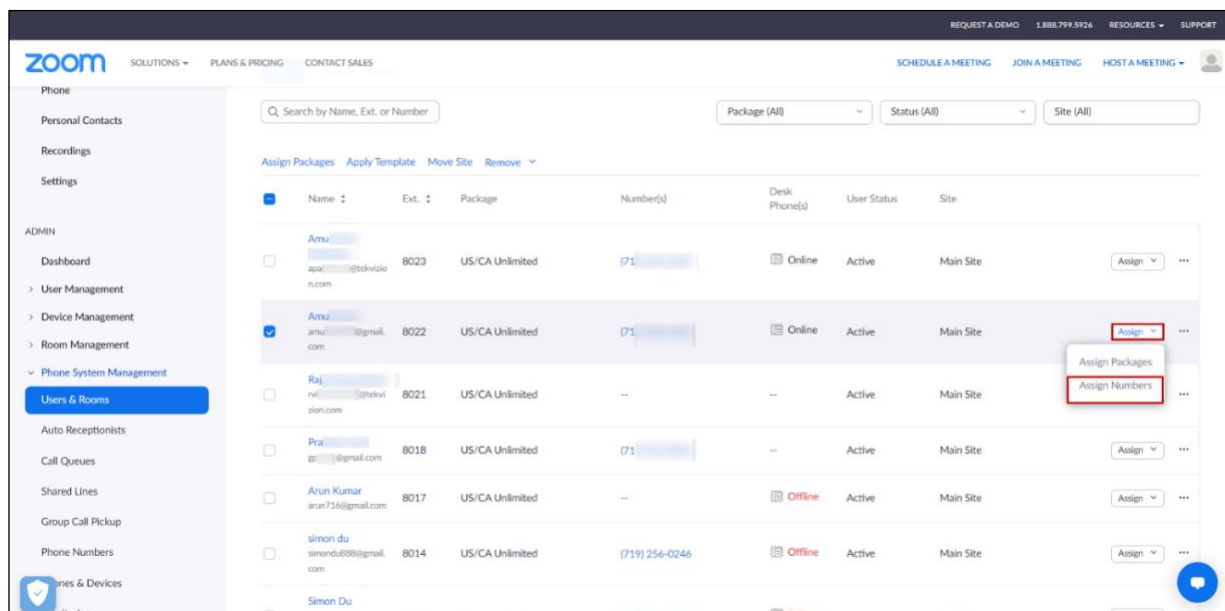 REQUEST A DEMO 1.888.799.5926 RESOURCES SUPPORT
zoom SOLUTIONS PLANS & PRICING CONTACT SALES SCHEDULE A MEETING JOIN A MEETING HOST A MEETING
Phone
Personal Contacts
Recordings
Settings
ADMIN
Dashboard
User Management
Device Management
Room Management
Phone System Management
Users & Rooms
Auto Receptionists
Call Queues
Shared Lines
Group Call Pickup
Phone Numbers
Search by Name, Ext. or Number Package (All) Status (All) Site (All)
Assign Packages Apply Template Move Site Remove
Name Ext. Package Number(s) Desk Phone(s) User Status Site
Amu
8023 US/CA Unlimited (71 Online Active Main Site Assign ...
@tekvizio
n.com
Amu
amu @gmail. 8022 US/CA Unlimited (71 Online Active Main Site Assign ...
com
Assign Packages
Assign Numbers
Raj
@tekvi 8021 US/CA Unlimited -- -- Active Main Site ...
zion.com
Pra
@gmail.com 8018 US/CA Unlimited (71 -- Active Main Site Assign ...
Arun Kumar
arun716@gmail.com 8017 US/CA Unlimited -- Offline Active Main Site Assign ...
simon du
simondu888@gmail. 8014 US/CA Unlimited (719) 256-0246 Offline Active Main Site Assign ...
com
Simon Du
& Devices